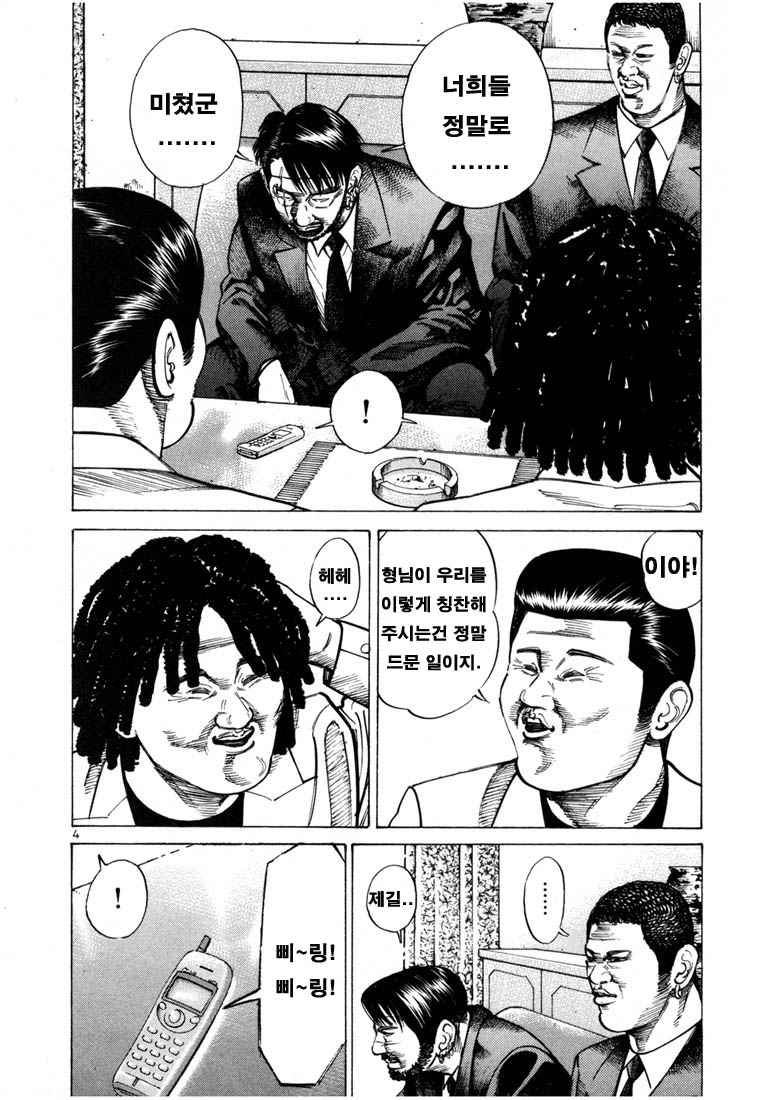 너희들
정말로
.......
미쳤군
.......
!
이야!
형님이 우리를
이렇게 칭찬해
주시는건 정말
드문 일이지.
헤헤
....
4
......
제길..
삐~링!
삐~링!
!